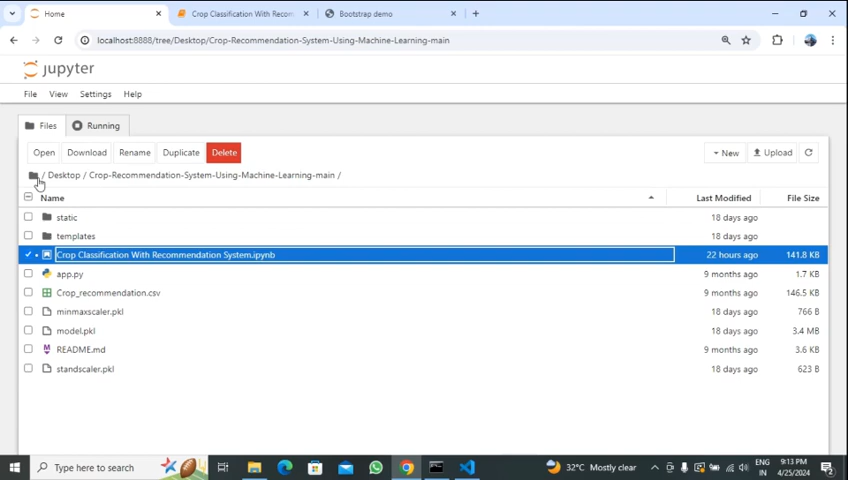 Home
Crop Classification With Recom
Bootstrap demo
localhost:8888/tree/Desktop/Crop-Recommendation-System-Using-Machine-Learning-main
jupyter
File View Settings Help
Files Running
Open Download Rename Duplicate Delete New Upload
/ Desktop / Crop-Recommendation-System-Using-Machine-Learning-main /
Name Last Modified File Size
static 18 days ago
templates 18 days ago
Crop Classification With Recommendation System.ipynb 22 hours ago 141.8 KB
app.py 9 months ago 1.7 KB
Crop_recommendation.csv 9 months ago 146.5 KB
minmaxscaler.pkl 18 days ago 766 B
model.pkl 18 days ago 3.4 MB
README.md 9 months ago 3.6 KB
standscaler.pkl 18 days ago 623 B
Type here to search
32°C Mostly clear
ENG
IN
9:13 PM
4/25/2024
2